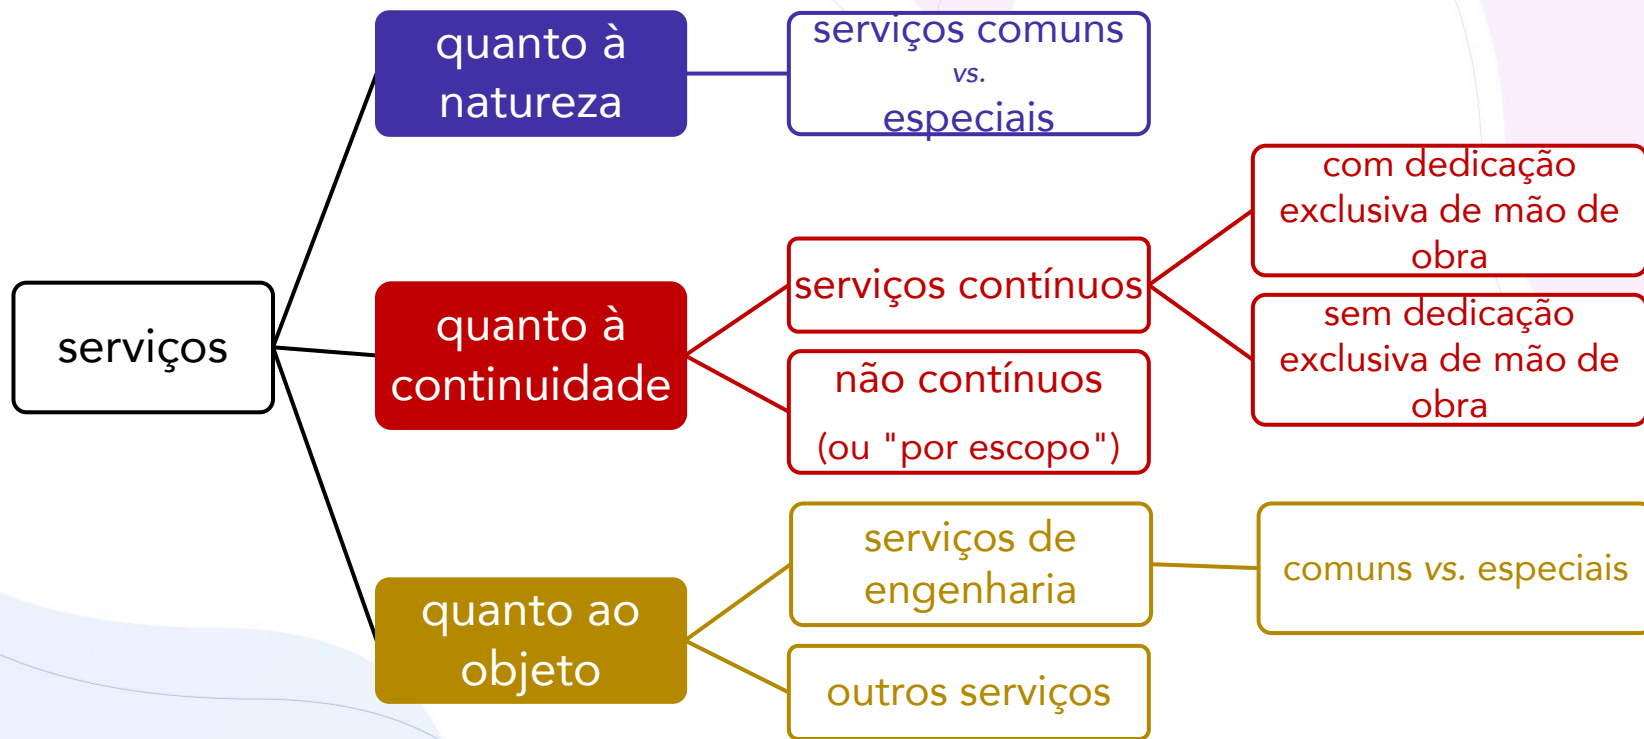 serviços
quanto à
natureza
serviços comuns
vs.
especiais
quanto à
continuidade
serviços contínuos
com dedicação
exclusiva de mão de
obra
sem dedicação
exclusiva de mão de
obra
não contínuos
(ou "por escopo")
quanto ao
objeto
serviços de
engenharia
comuns vs. especiais
outros serviços